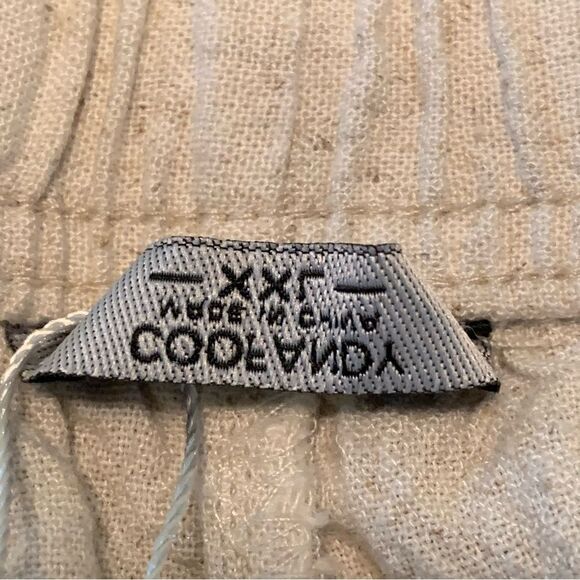 COOFANDY
MADE IN CHINA
— XXL —